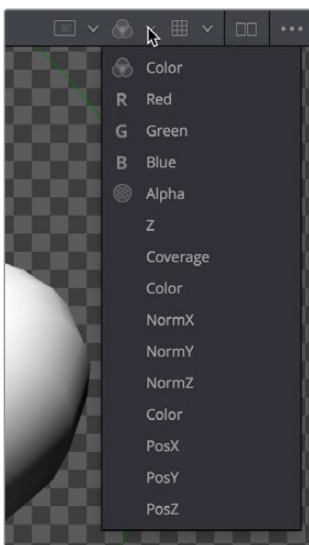 Color
R Red
G Green
B Blue
Alpha
Z
Coverage
Color
NormX
NormY
NormZ
Color
PosX
PosY
PosZ